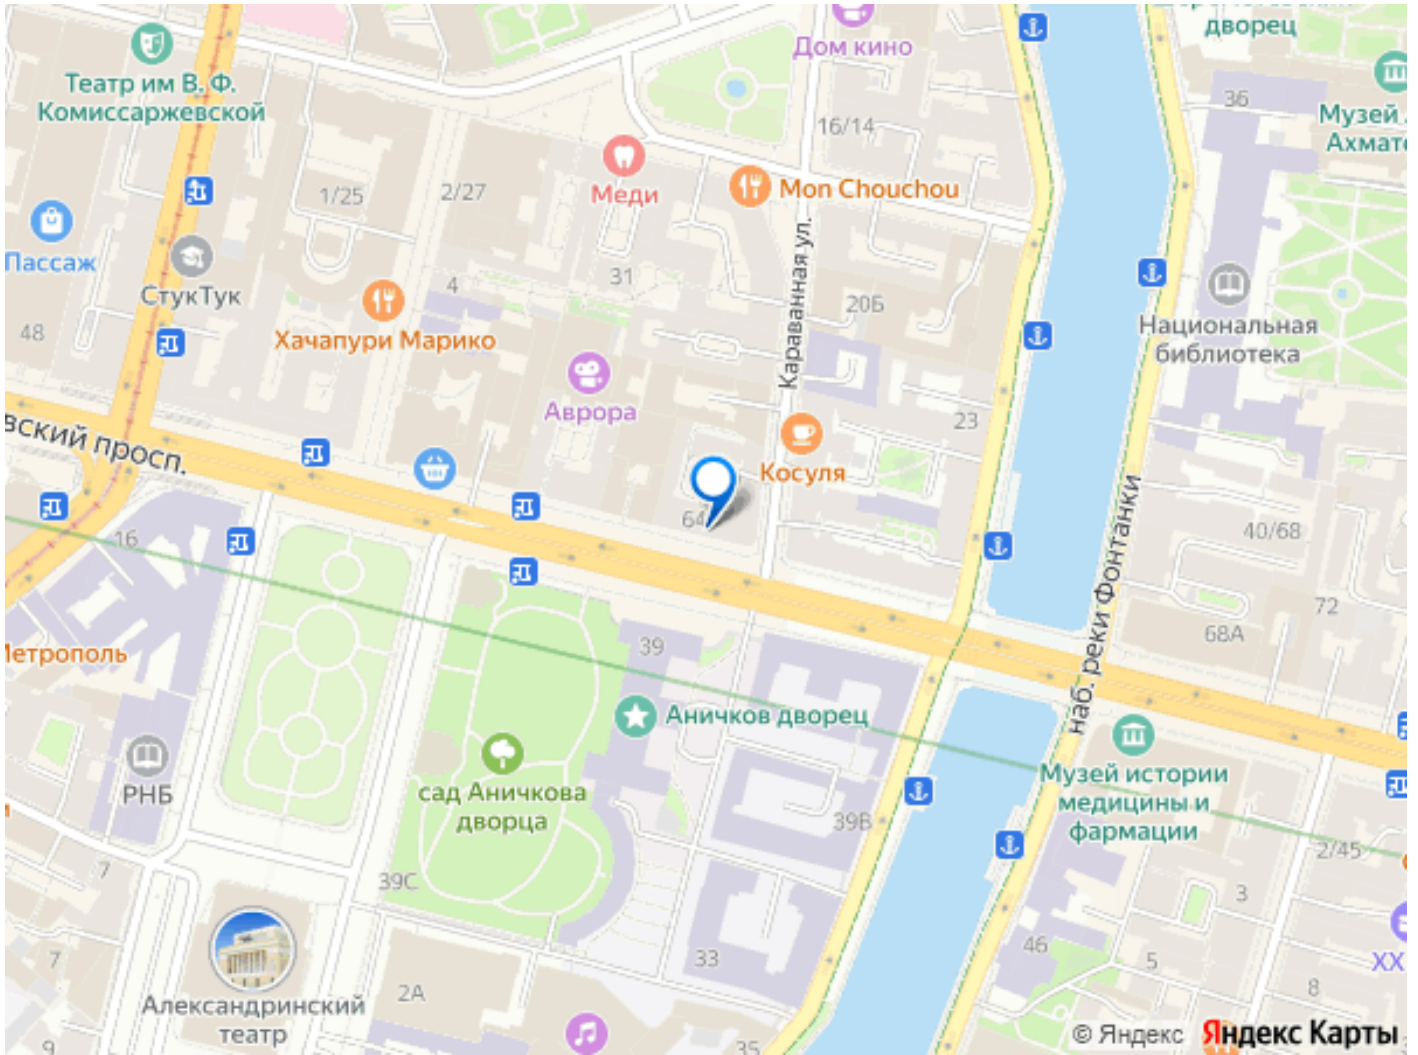 Театр им В. Ф.
Комиссаржевской
Дом кино
дворец
36
Музей
Ахмат
16/14
1/25
2/27
Меди
Mon Chouchou
Пассаж
СтукТук
48
4
31
Хачапури Марико
Караванная ул.
20Б
Национальная
библиотека
Аврора
23
Косуля
вский просп.
64
наб. реки Фонтанки
40/68
16
72
68А
39
Метрополь
Аничков дворец
РНБ
сад Аничкова
дворца
Музей истории
медицины и
фармации
39В
2/45
7
39С
3
46
5
33
XX
7
2А
8
Александринский
театр
9
35
© Яндекс
Яндекс Карты